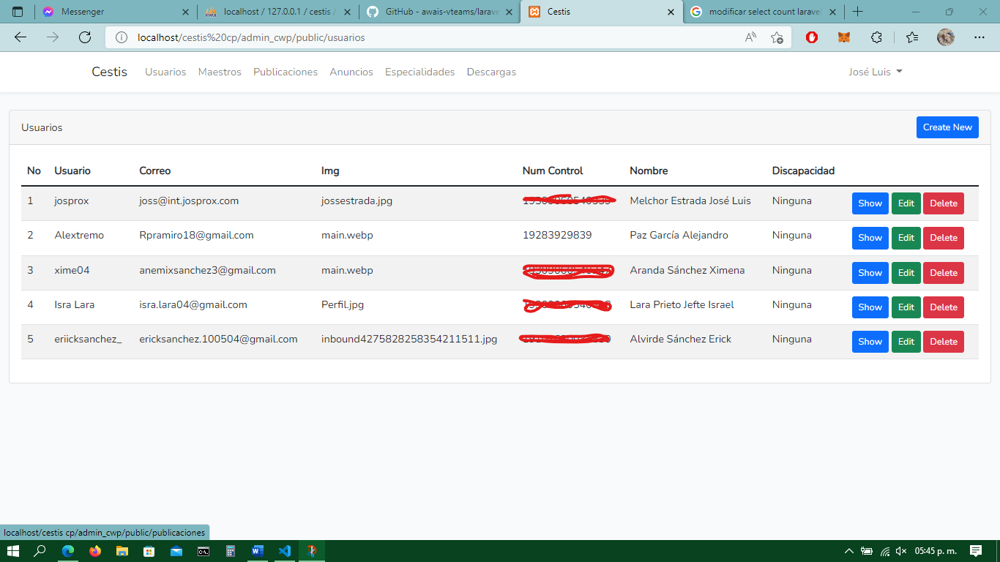 Messenger
localhost / 127.0.0.1 / cestis /
GitHub - awais-vteams/larave
Cestis
modificar select count larave
localhost/cestis%20cp/admin_cwp/public/usuarios
Cestis Usuarios Maestros Publicaciones Anuncios Especialidades Descargas José Luis
Usuarios Create New
No Usuario Correo Img Num Control Nombre Discapacidad
1 josprox joss@int.josprox.com jossestrada.jpg Melchor Estrada José Luis Ninguna Show Edit Delete
2 Alextremo Rpramiro18@gmail.com main.webp 19283929839 Paz García Alejandro Ninguna Show Edit Delete
3 xime04 anemixsanchez3@gmail.com main.webp Aranda Sánchez Ximena Ninguna Show Edit Delete
4 Isra Lara isra.lara04@gmail.com Perfil.jpg Lara Prieto Jefte Israel Ninguna Show Edit Delete
5 eriicksanchez_ ericksanchez.100504@gmail.com inbound4275828258354211511.jpg Alvirde Sánchez Erick Ninguna Show Edit Delete
localhost/cestis cp/admin_cwp/public/publicaciones
05:45 p. m.